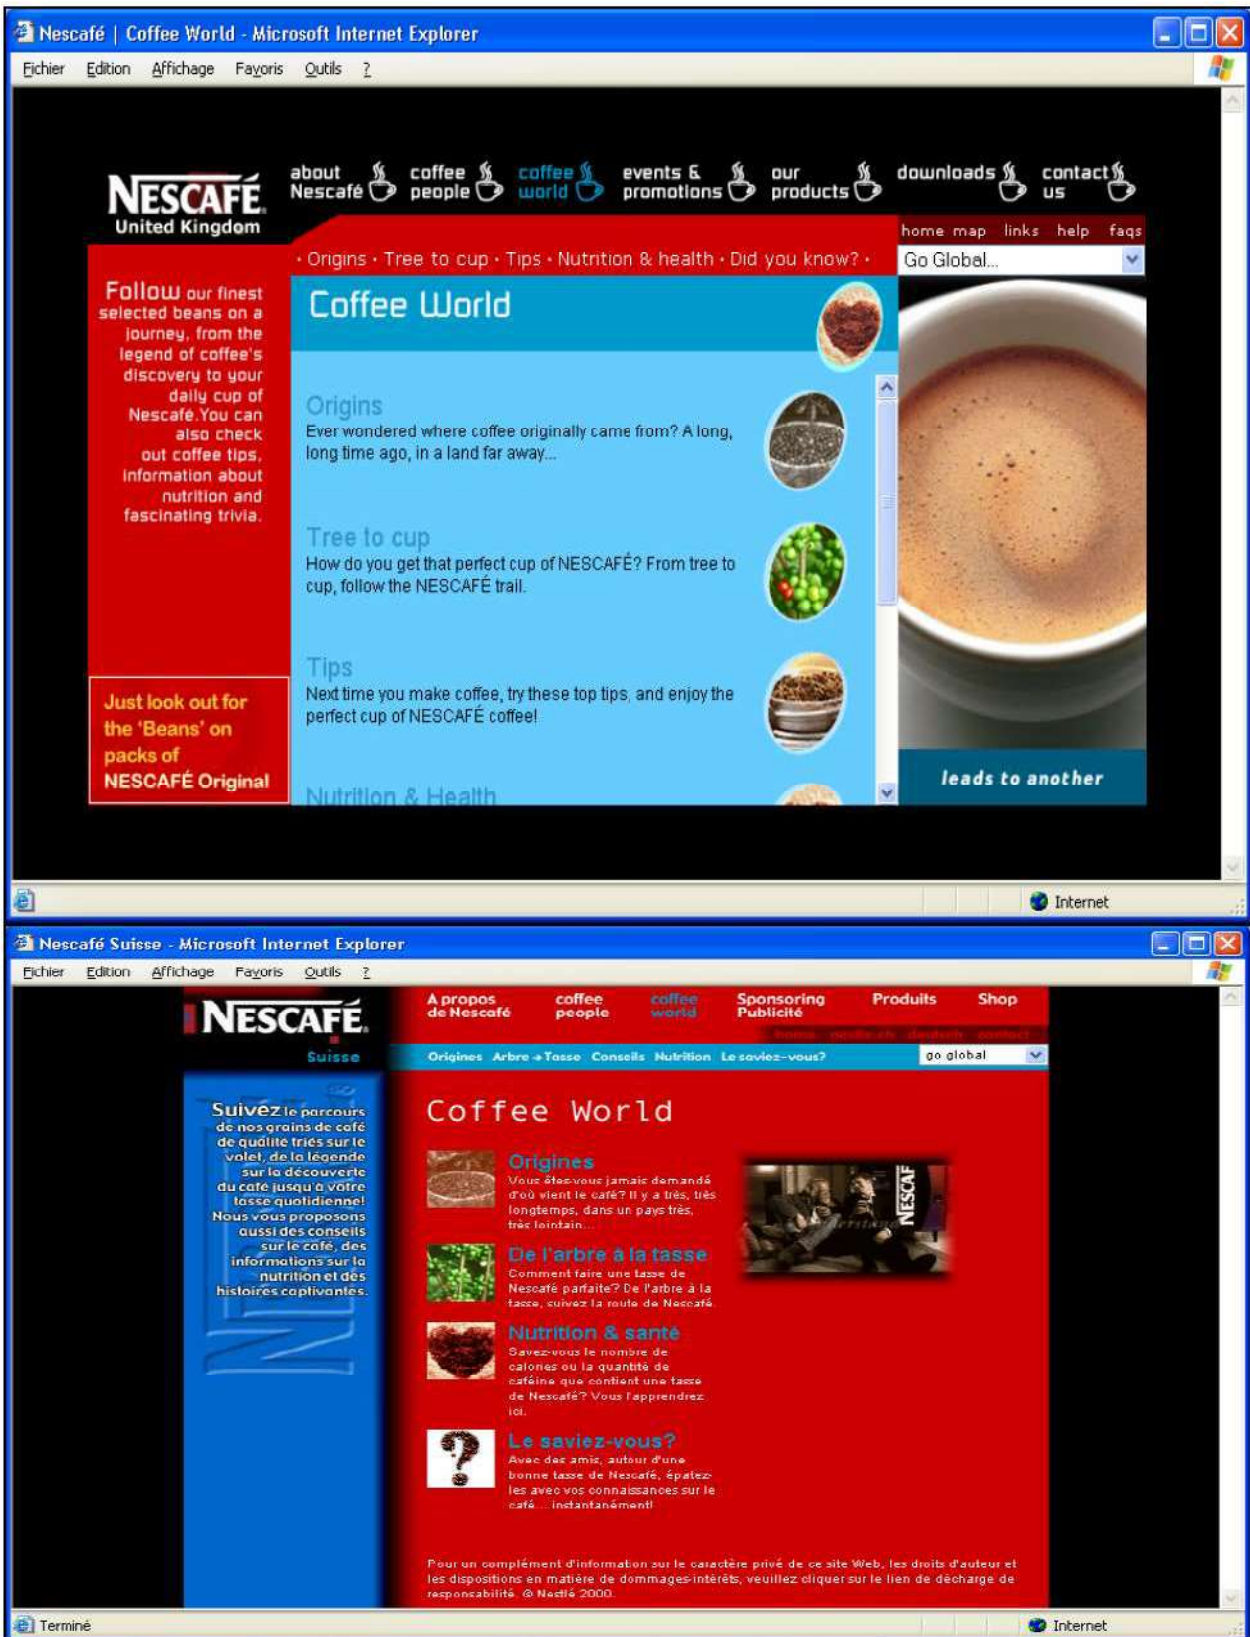 Nescafé | Coffee World - Microsoft Internet Explorer
Fichier Edition Affichage Favoris Outils ?
about Nescafé
coffee people
coffee world
events & promotions
our products
downloads
contact us
NESCAFÉ.
United Kingdom
home map links help faqs
· Origins · Tree to cup · Tips · Nutrition & health · Did you know? ·
Go Global...
Follow our finest
selected beans on a
journey, from the
legend of coffee's
discovery to your
daily cup of
Nescafé.You can
also check
out coffee tips,
information about
nutrition and
fascinating trivia.
Just look out for
the 'Beans' on
packs of
NESCAFÉ Original
Coffee World
Origins
Ever wondered where coffee originally came from? A long,
long time ago, in a land far away...
Tree to cup
How do you get that perfect cup of NESCAFÉ? From tree to
cup, follow the NESCAFÉ trail.
Tips
Next time you make coffee, try these top tips, and enjoy the
perfect cup of NESCAFÉ coffee!
Nutrition & Health
leads to another
Internet
Nescafé Suisse - Microsoft Internet Explorer
Fichier Edition Affichage Favoris Outils ?
NESCAFÉ.
Suisse
A propos de Nescafé
coffee people
coffee world
Sponsoring Publicité
Produits
Shop
home nestle.ch deutsch contact
Origines Arbre → Tasse Conseils Nutrition Le saviez-vous?
go global
Suivez le parcours
de nos grains de café
de qualité triés sur le
volet, de la légende
sur la découverte
du café jusqu'à votre
tasse quotidienne!
Nous vous proposons
aussi des conseils
sur le café, des
informations sur la
nutrition et des
histoires captivantes.
Coffee World
Origines
Vous êtes-vous jamais demandé
d'où vient le café? Il y a très, très
longtemps, dans un pays très,
très lointain...
De l'arbre à la tasse
Comment faire une tasse de
Nescafé parfaite? De l'arbre à la
tasse, suivez la route de Nescafé.
Nutrition & santé
Savez-vous le nombre de
calories ou la quantité de
caféine que contient une tasse
de Nescafé? Vous l'apprendrez
ici.
Le saviez-vous?
Avec des amis, autour d'une
bonne tasse de Nescafé, épatez-
les avec vos connaissances sur le
café... instantanément!
NESCAF
Pour un complément d'information sur le caractère privé de ce site Web, les droits d'auteur et
les dispositions en matière de dommages-intérêts, veuillez cliquer sur le lien de décharge de
responsabilité. © Nestlé 2000.
Terminé
Internet